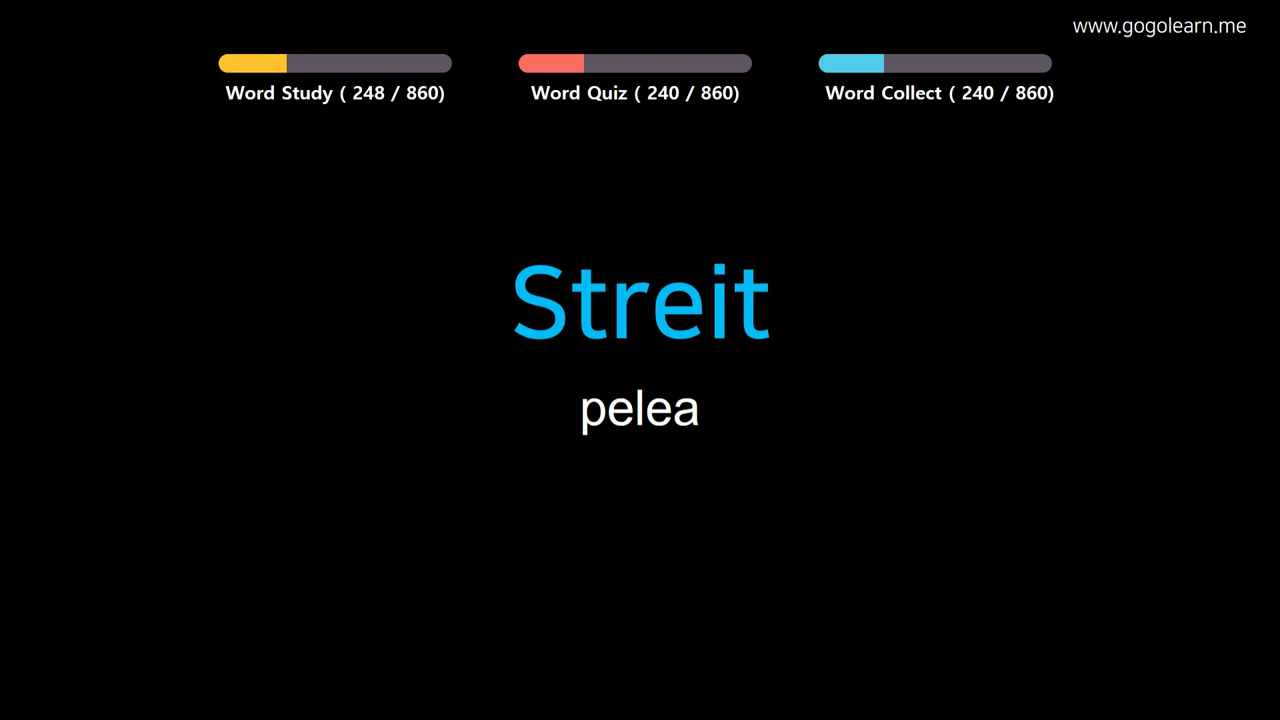 www.gogolearn.me
Word Study ( 248 / 860)
Word Quiz ( 240 / 860)
Word Collect ( 240 / 860)
Streit
pelea